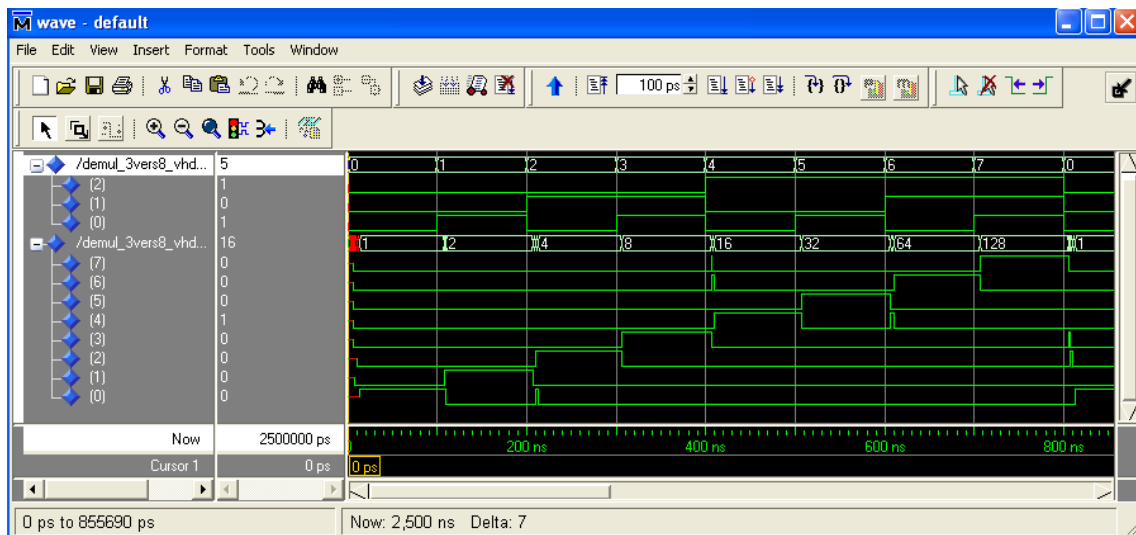 wave - default
File Edit View Insert Format Tools Window
100 ps
/demul_3vers8_vhd... 5 0 1 2 3 4 5 6 7 0
(2) 1
(1) 0
(0) 1
/demul_3vers8_vhd... 16 1 2 4 8 16 32 64 128 1
(7) 0
(6) 0
(5) 0
(4) 1
(3) 0
(2) 0
(1) 0
(0) 0
Now 2500000 ps 200 ns 400 ns 600 ns 800 ns
Cursor 1 0 ps 0 ps
0 ps to 855690 ps Now: 2,500 ns Delta: 7